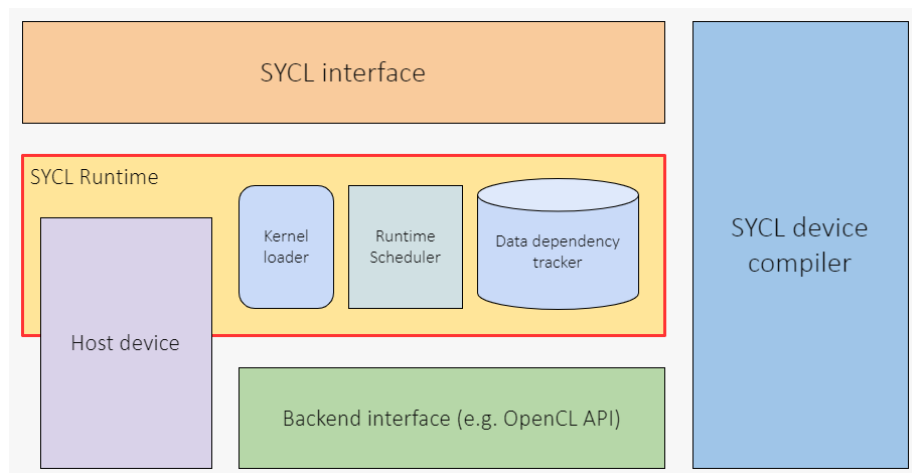 SYCL interface
SYCL Runtime
Kernel
loader
Runtime
Scheduler
Data dependency
tracker
SYCL device
compiler
Host device
Backend interface (e.g. OpenCL API)